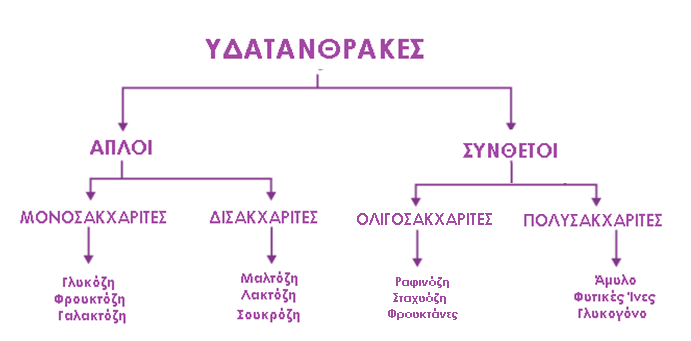 ΥΔΑΤΑΝΘΡΑΚΕΣ
ΑΠΛΟΙ
ΣΥΝΘΕΤΟΙ
ΜΟΝΟΣΑΚΧΑΡΙΤΕΣ
ΔΙΣΑΚΧΑΡΙΤΕΣ
ΟΛΙΓΟΣΑΚΧΑΡΙΤΕΣ
ΠΟΛΥΣΑΚΧΑΡΙΤΕΣ
Γλυκόζη
Φρουκτόζη
Γαλακτόζη
Μαλτόζη
Λακτόζη
Σουκρόζη
Ραφινόζη
Σταχυόζη
Φρουκτάνες
Άμυλο
Φυτικές Ίνες
Γλυκογόνο